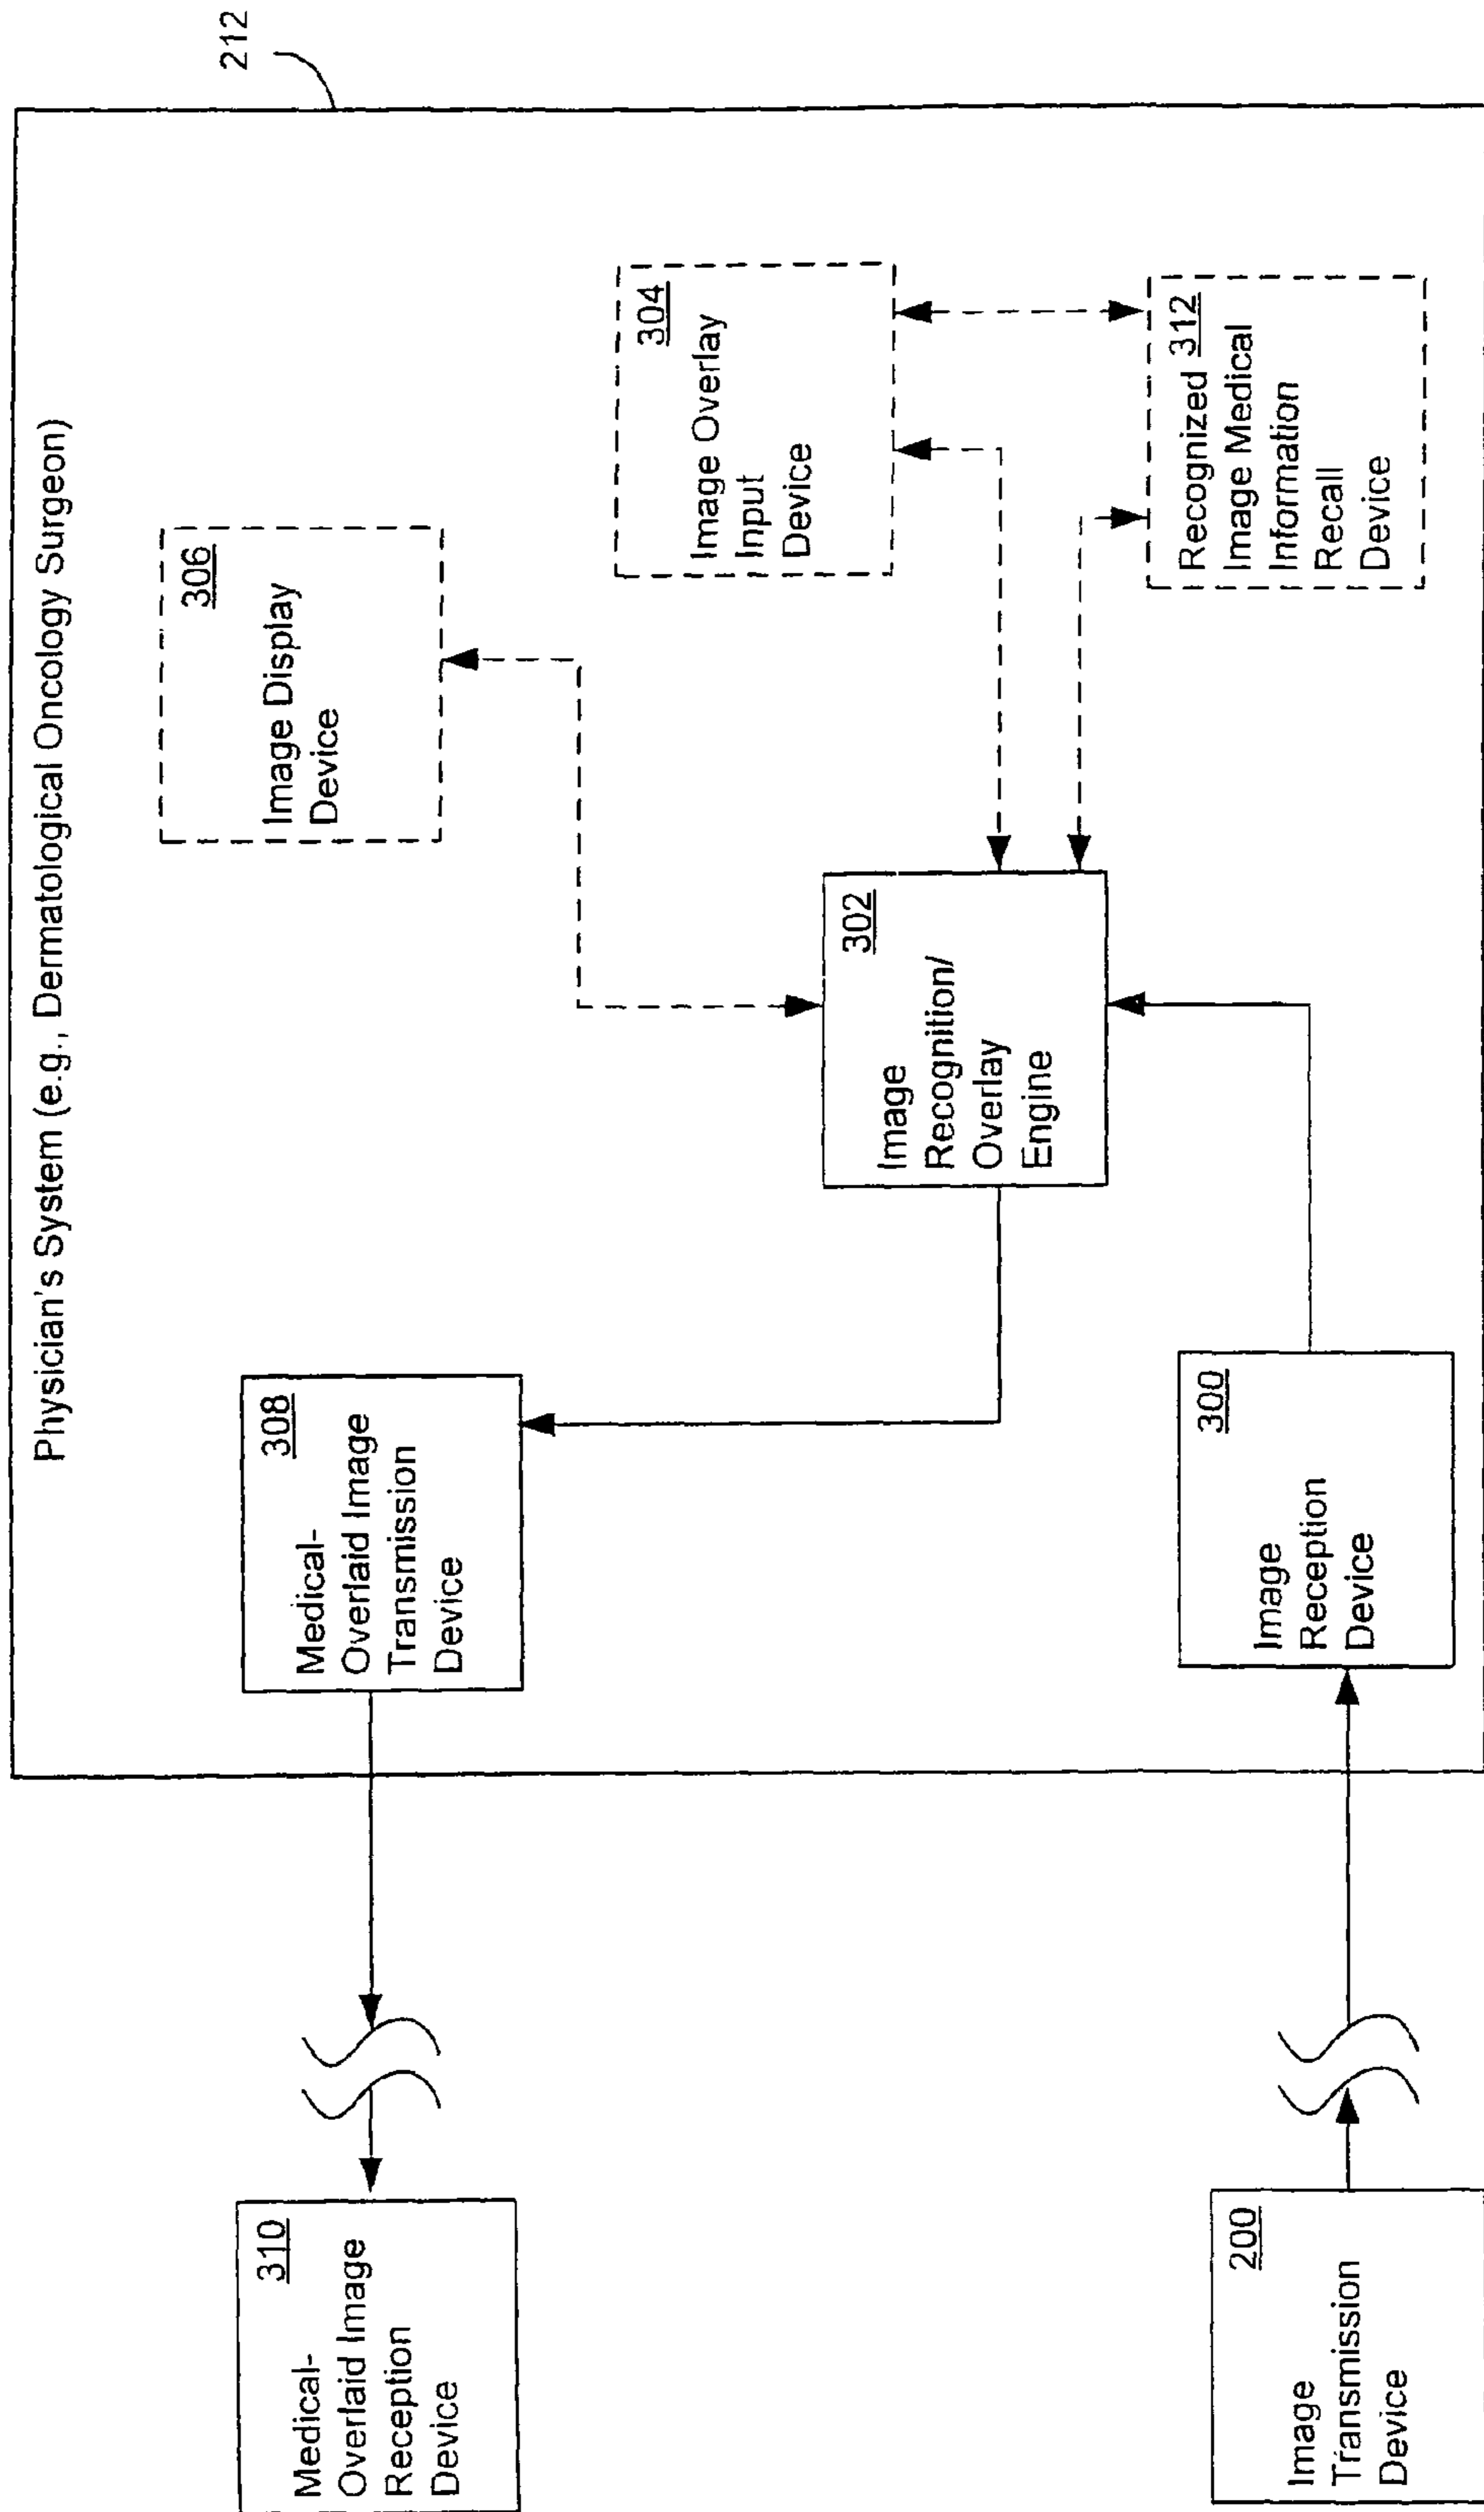 Physician's System (e.g., Dermatological Oncology Surgeon)
212
310
Medical-
Overlaid Image
Reception
Device
308
Medical-
Overlaid Image
Transmission
Device
306
Image Display
Device
304
Image Overlay
Input
Device
302
Image
Recognition/
Overlay
Engine
200
Image
Transmission
Device
300
Image
Reception
Device
Recognized 312
Image Medical
Information
Recall
Device